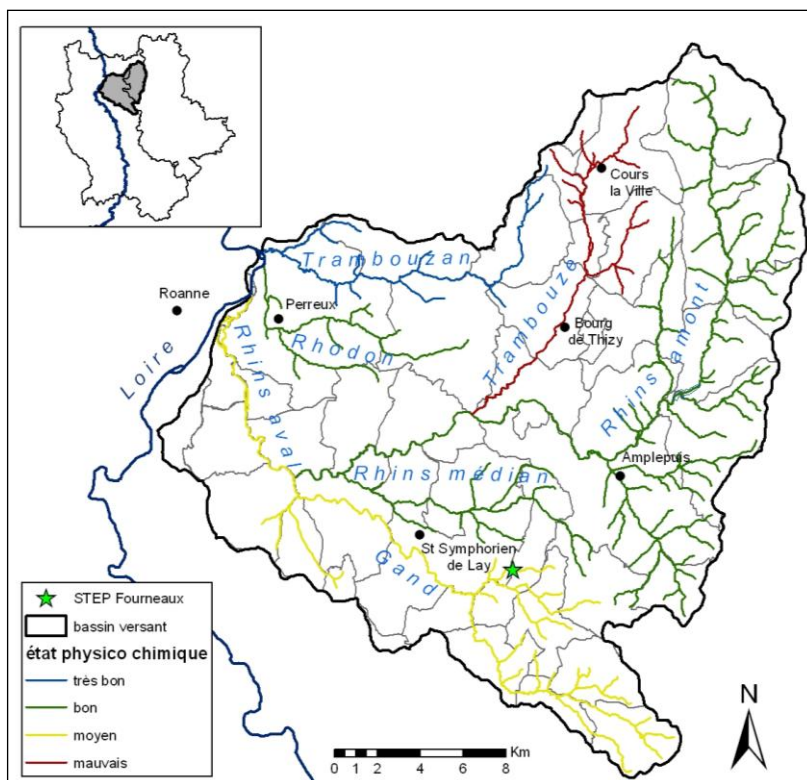 Cours
la Ville
Trambouzan
Roanne
Perreux
Rhodon
Loire
Rhins aval
Trambouze
Bourg
de Thizy
Rhins amont
Rhins médian
Amplepuis
St Symphorien
de Lay
Gand
STEP Fourneaux
bassin versant
état physico chimique
très bon
bon
moyen
mauvais
N
Km
0 1 2 4 6 8